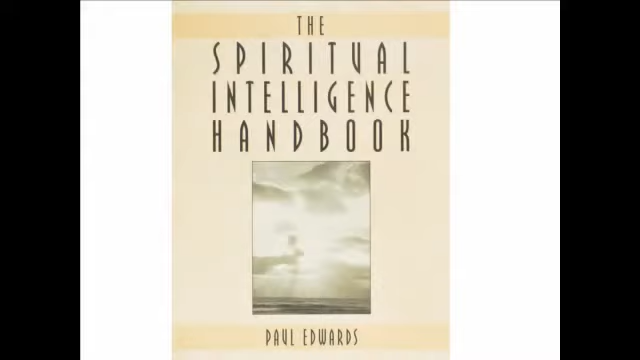 THE
SPIRITUAL
INTELLIGENCE
HANDBOOK
PAUL EDWARDS